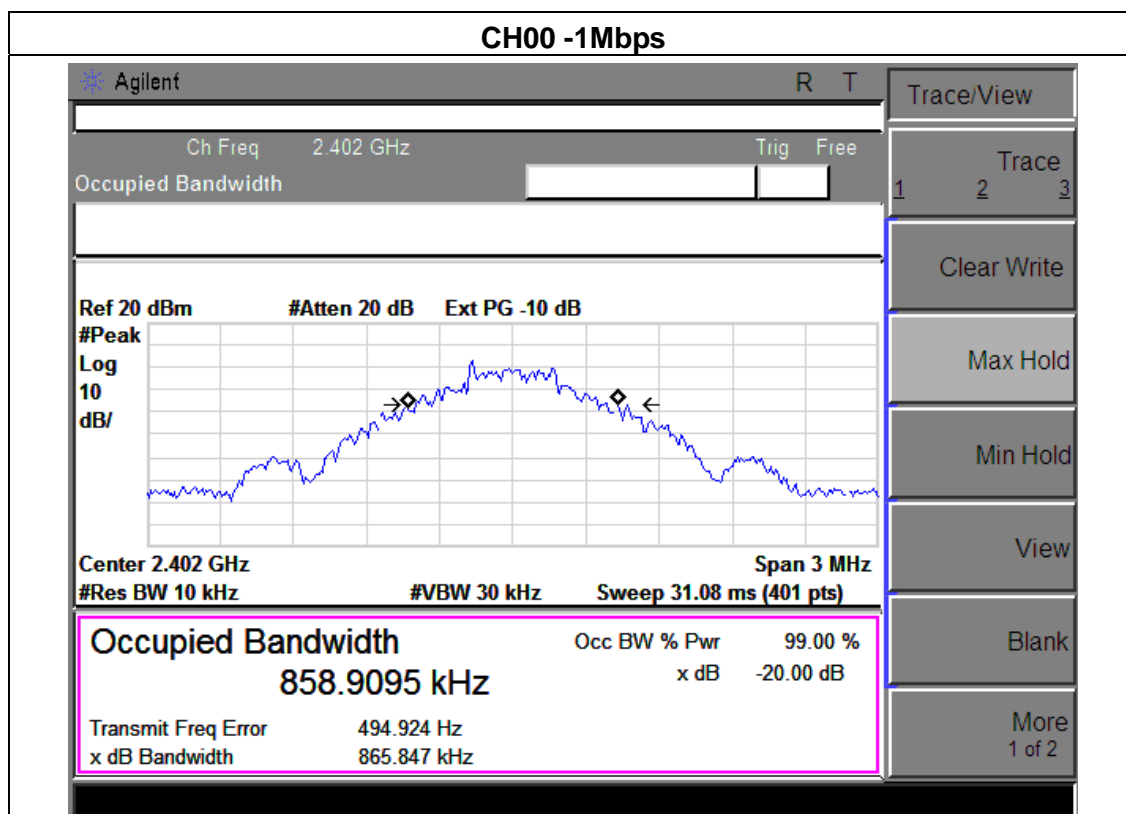 CH00 -1Mbps
Agilent R T
Ch Freq 2.402 GHz Trig Free
Occupied Bandwidth
Ref 20 dBm #Atten 20 dB Ext PG -10 dB
#Peak
Log
10
dB/
Center 2.402 GHz Span 3 MHz
#Res BW 10 kHz #VBW 30 kHz Sweep 31.08 ms (401 pts)
Occupied Bandwidth Occ BW % Pwr 99.00 %
858.9095 kHz x dB -20.00 dB
Transmit Freq Error 494.924 Hz
x dB Bandwidth 865.847 kHz
Trace/View
Trace
1 2 3
Clear Write
Max Hold
Min Hold
View
Blank
More
1 of 2